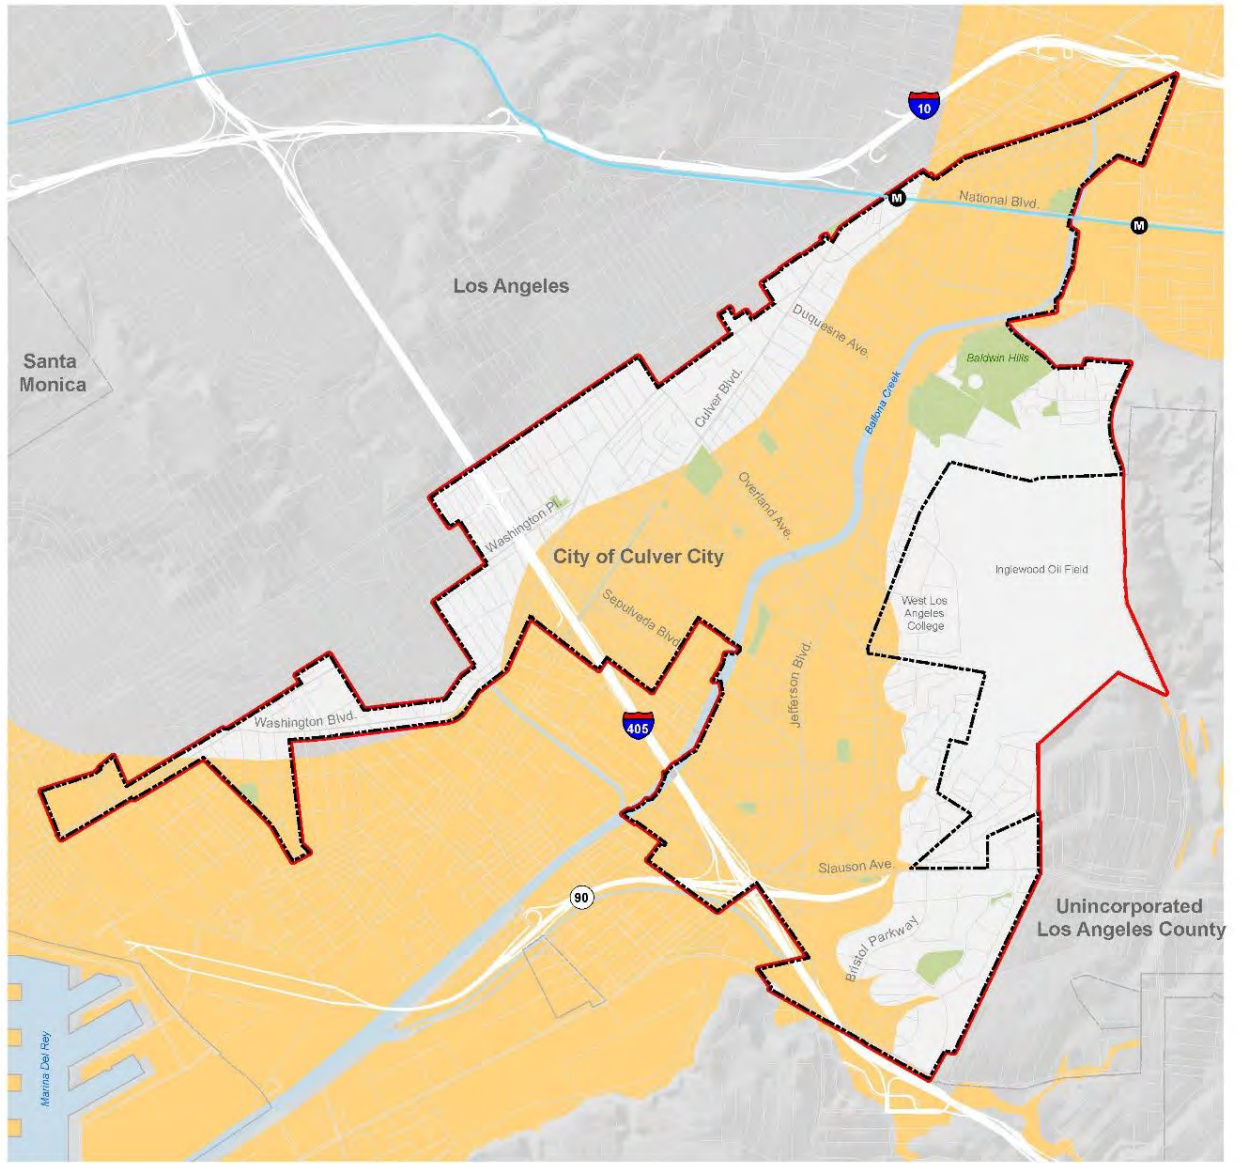 10
M
National Blvd.
M
Los Angeles
Duquesne Ave.
Santa
Monica
Baldwin Hills
Culver Blvd.
Ballona Creek
Overland Ave.
Washington Pl.
City of Culver City
Inglewood Oil Field
West Los
Angeles
College
Sepulveda Blvd.
Jefferson Blvd.
Washington Blvd.
405
Slauson Ave.
90
Unincorporated
Los Angeles County
Bristol Parkway
Marina Del Rey